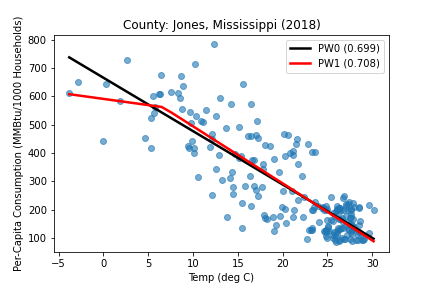 County: Jones, Mississippi (2018)
PW0 (0.699)
PW1 (0.708)
Per-Capita Consumption (MMBtu/1000 Households)
800
700
600
500
400
300
200
100
−5 0 5 10 15 20 25 30
Temp (deg C)